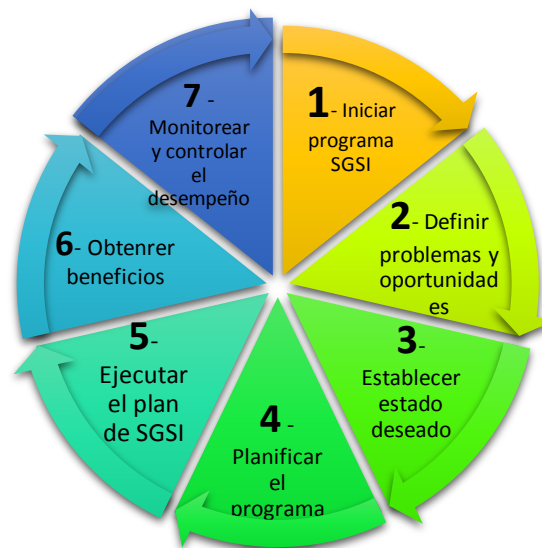 1- Iniciar
programa
SGSI
2- Definir
problemas y
oportunidad
es
3-
Establecer
estado
deseado
4 -
Planificar
el
programa
5-
Ejecutar
el plan
de SGSI
6- Obtenrer
beneficios
7 -
Monitorear
y controlar
el
desempeño